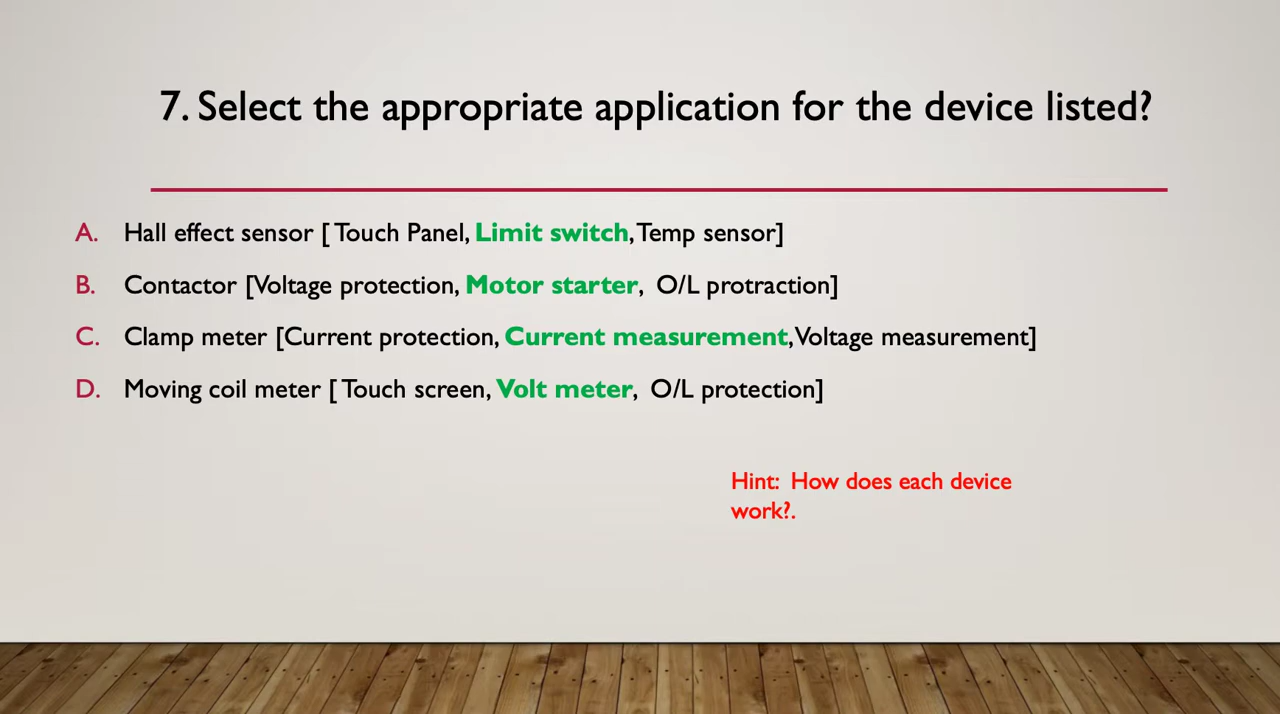 7. Select the appropriate application for the device listed?
A. Hall effect sensor [ Touch Panel, Limit switch, Temp sensor]
B. Contactor [Voltage protection, Motor starter, O/L protraction]
C. Clamp meter [Current protection, Current measurement, Voltage measurement]
D. Moving coil meter [ Touch screen, Volt meter, O/L protection]
Hint: How does each device
work?.